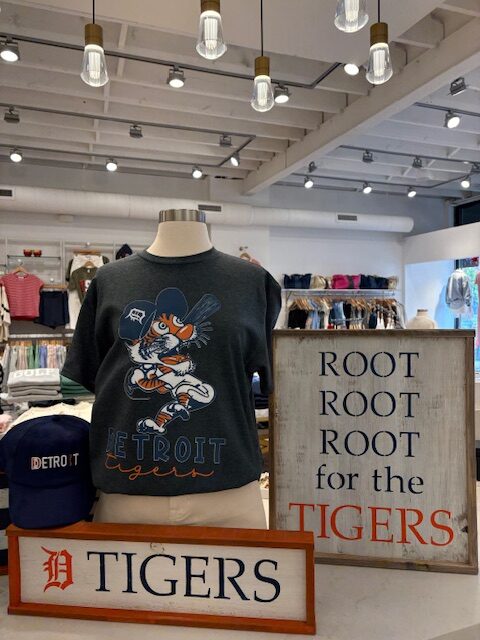 D
DETROIT
tigers
DETROIT
ROOT
ROOT
ROOT
for the
TIGERS
D TIGERS